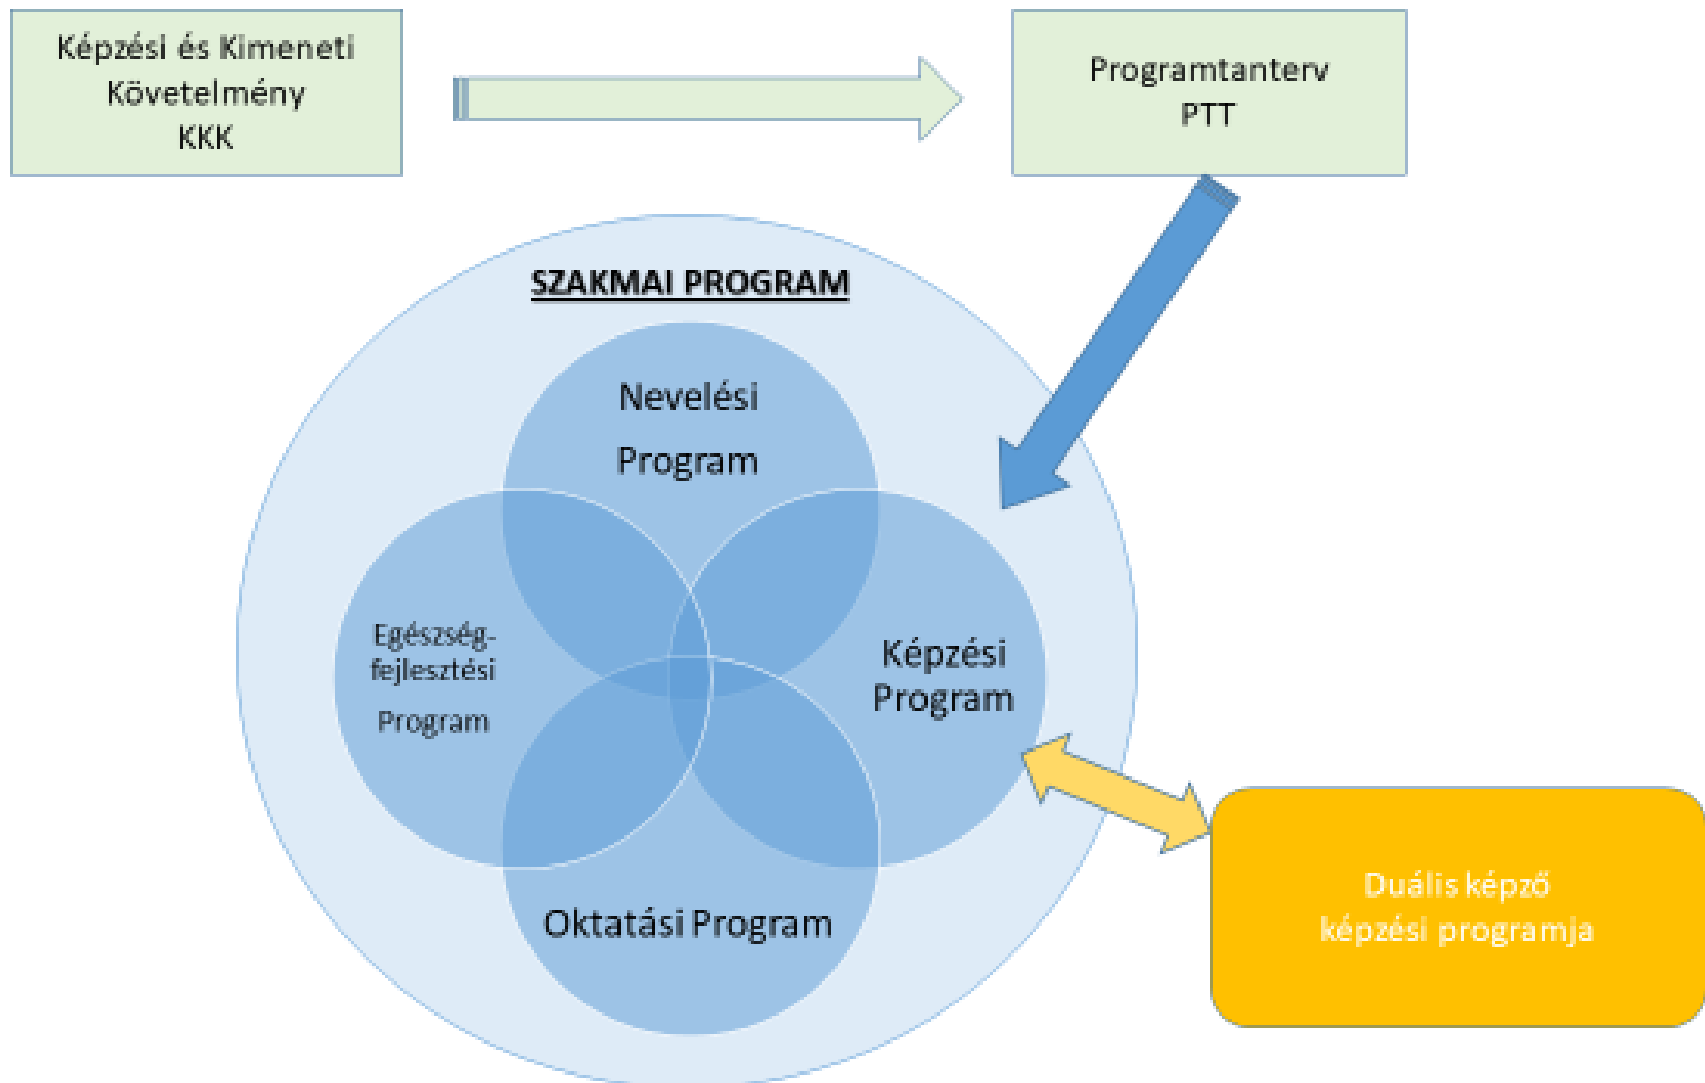 Képzési és Kimeneti
Követelmény
KKK
Programtanterv
PTT
SZAKMAI PROGRAM
Nevelési
Program
Egészség-
fejlesztési
Program
Képzési
Program
Oktatási Program
Duális képző
képzési programja